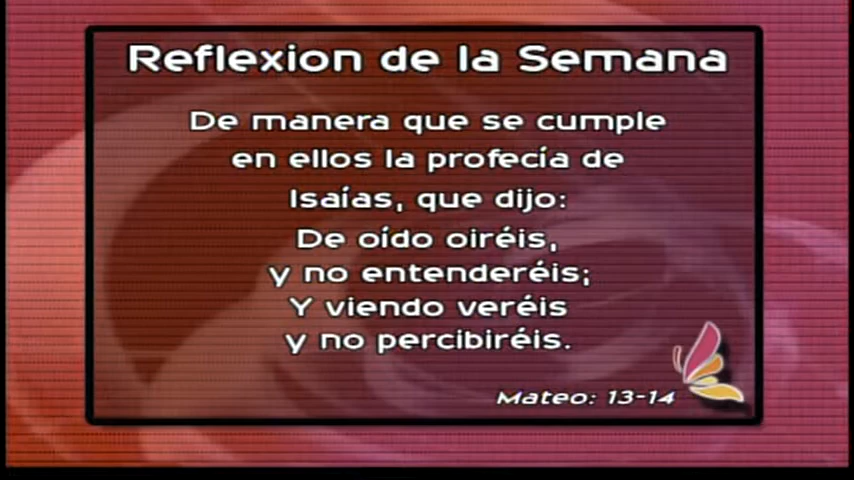 Reflexion de la Semana
De manera que se cumple
en ellos la profecía de
Isaías, que dijo:
De oído oiréis,
y no entenderéis;
Y viendo veréis
y no percibiréis.
Mateo: 13-14